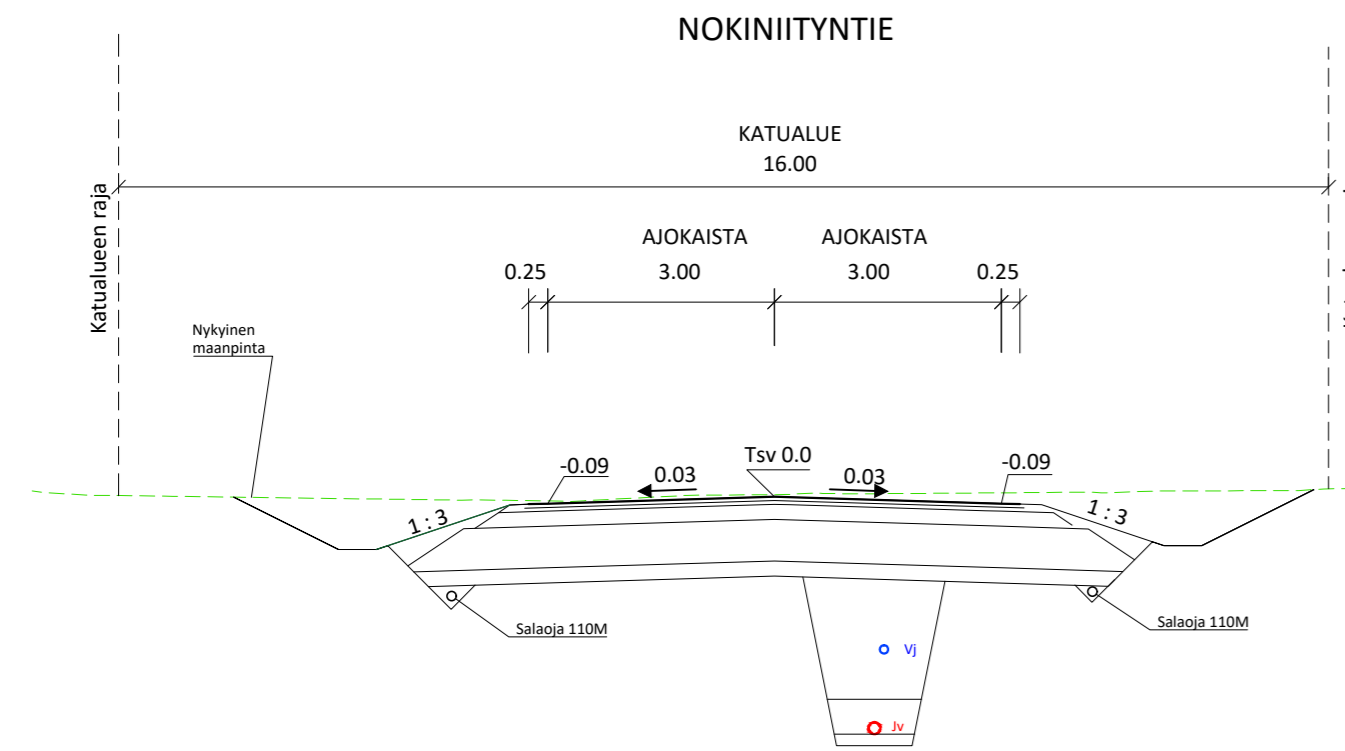 NOKINIITYNTIE
KATUALUE
16.00
Katualueen raja
AJOKAISTA AJOKAISTA
0.25 3.00 3.00 0.25
Nykyinen
maanpinta
-0.09 0.03 Tsv 0.0 0.03 -0.09
1 : 3 1 : 3
Salaoja 110M Salaoja 110M
Vj
Jv